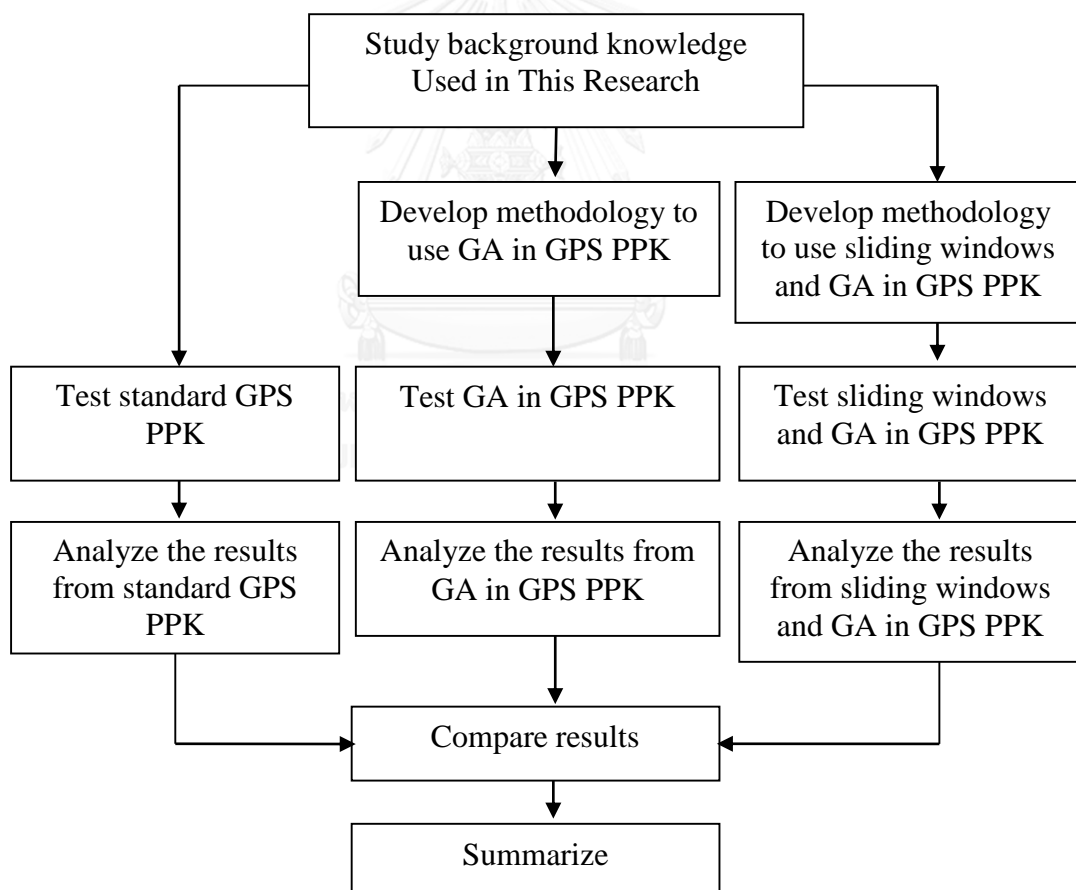 Study background knowledge
Used in This Research
Develop methodology to
use GA in GPS PPK
Develop methodology
to use sliding windows
and GA in GPS PPK
Test standard GPS
PPK
Test GA in GPS PPK
Test sliding windows
and GA in GPS PPK
Analyze the results
from standard GPS
PPK
Analyze the results from
GA in GPS PPK
Analyze the results
from sliding windows
and GA in GPS PPK
Compare results
Summarize